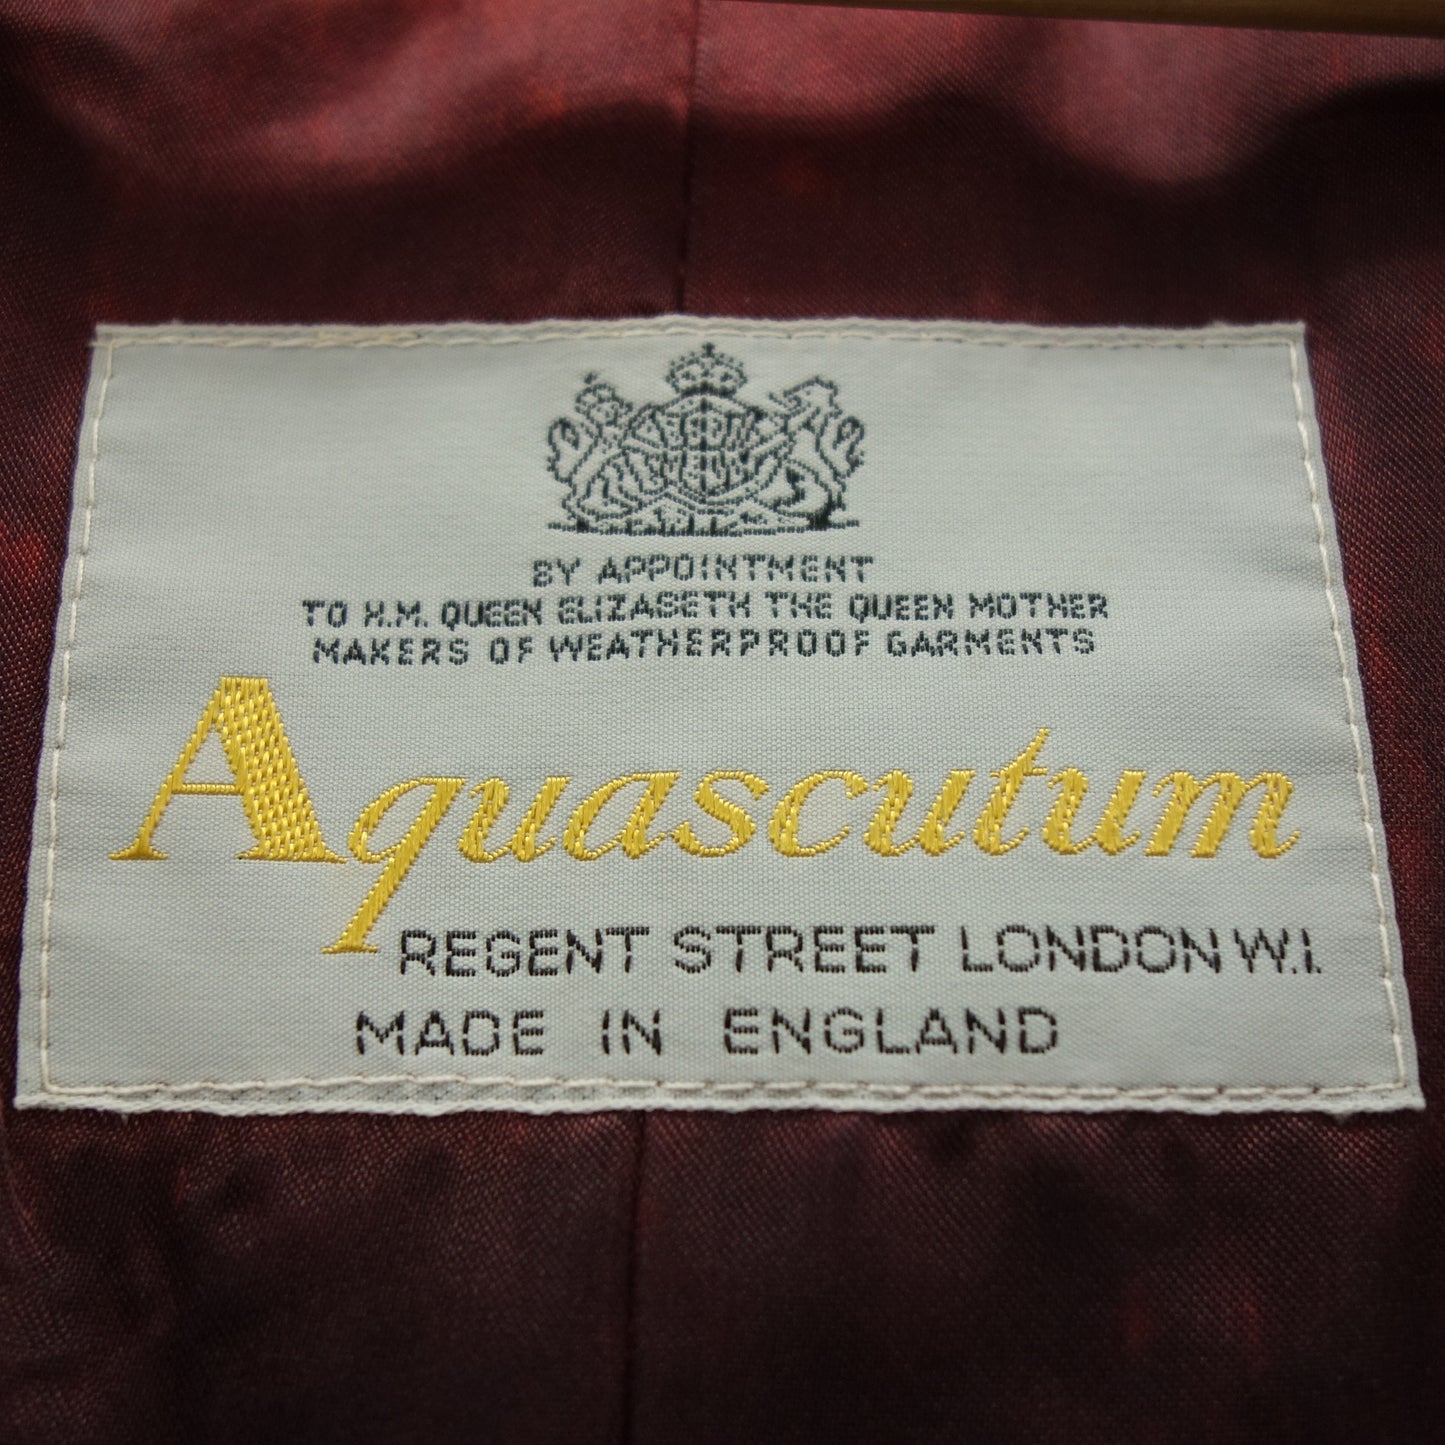 BY APPOINTMENT
TO H.M. QUEEN ELIZABETH THE QUEEN MOTHER
MAKERS OF WEATHERPROOF GARMENTS
Aquascutum
REGENT STREET LONDON W.I.
MADE IN ENGLAND